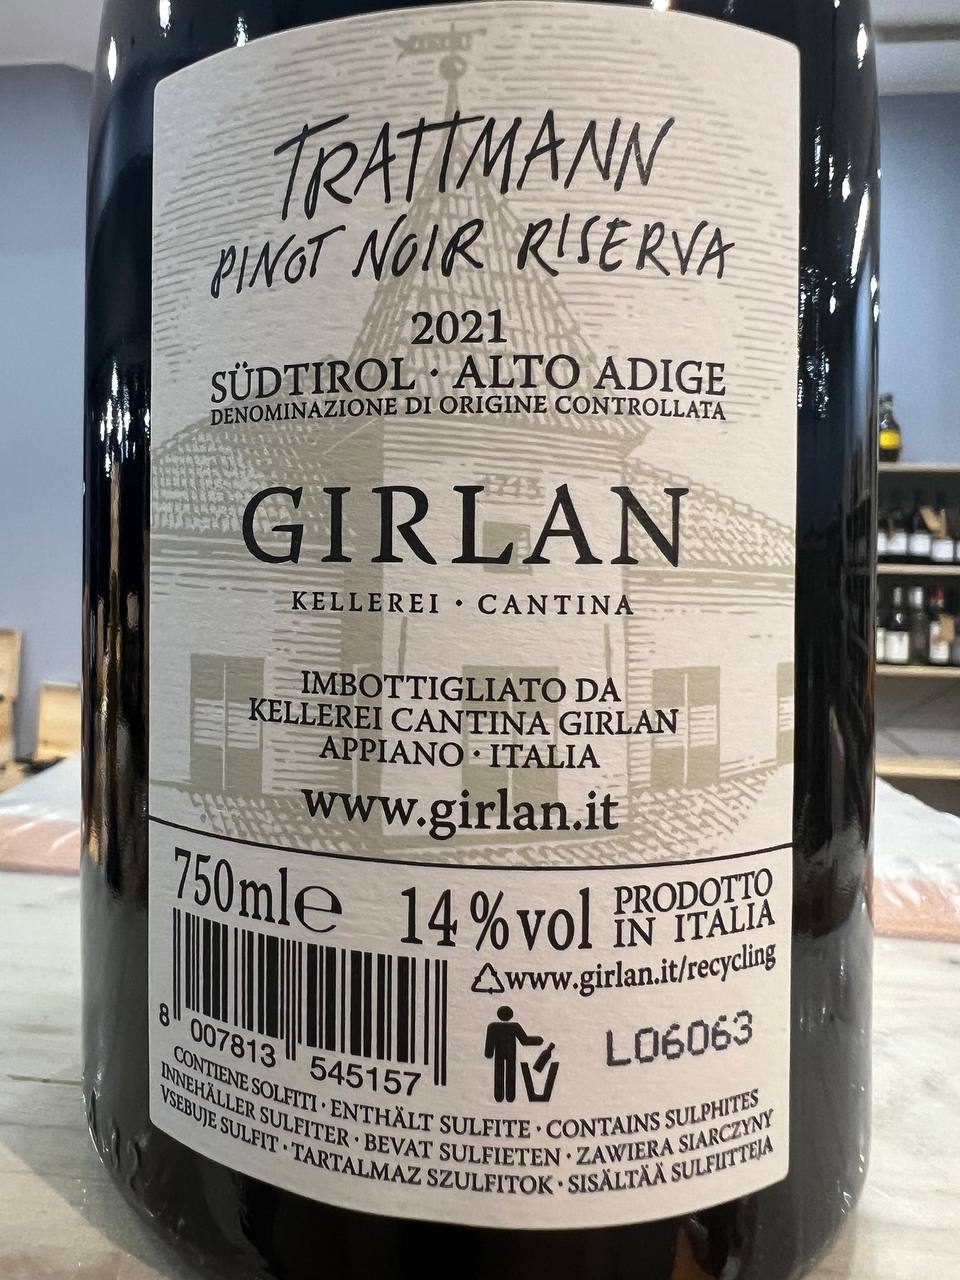 TRATTMANN
PINOT NOIR RISERVA
2021
SÜDTIROL · ALTO ADIGE
DENOMINAZIONE DI ORIGINE CONTROLLATA
GIRLAN
KELLEREI · CANTINA
IMBOTTIGLIATO DA
KELLEREI CANTINA GIRLAN
APPIANO · ITALIA
www.girlan.it
750ml℮ 14%vol PRODOTTO IN ITALIA
www.girlan.it/recycling
L06063
8 007813 545157
CONTIENE SOLFITI · ENTHÄLT SULFITE · CONTAINS SULPHITES
INNEHÅLLER SULFITER · BEVAT SULFIETEN · ZAWIERA SIARCZYNY
VSEBUJE SULFIT · TARTALMAZ SZULFITOK · SISÄLTÄÄ SULFIITTEJA